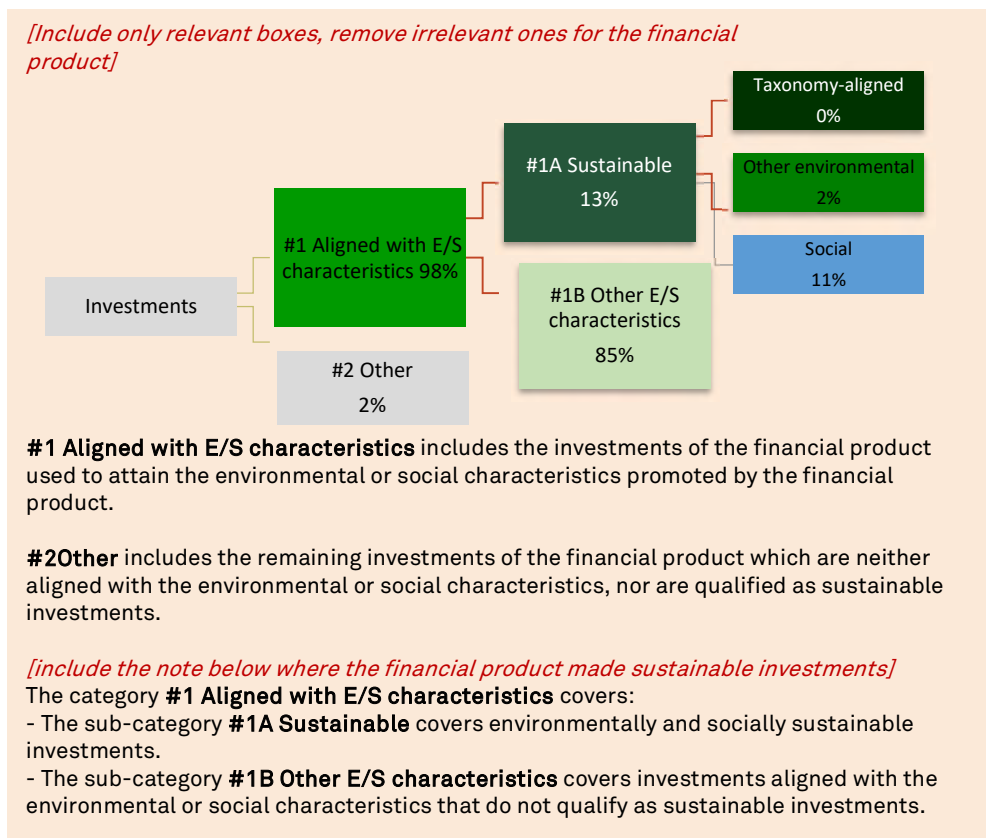 [Include only relevant boxes, remove irrelevant ones for the financial
product]
Taxonomy-aligned
0%
#1A Sustainable
13%
Other environmental
2%
#1 Aligned with E/S
characteristics 98%
Social
11%
Investments
#1B Other E/S
characteristics
85%
#2 Other
2%
#1 Aligned with E/S characteristics includes the investments of the financial product
used to attain the environmental or social characteristics promoted by the financial
product.
#2Other includes the remaining investments of the financial product which are neither
aligned with the environmental or social characteristics, nor are qualified as sustainable
investments.
[include the note below where the financial product made sustainable investments]
The category #1 Aligned with E/S characteristics covers:
- The sub-category #1A Sustainable covers environmentally and socially sustainable
investments.
- The sub-category #1B Other E/S characteristics covers investments aligned with the
environmental or social characteristics that do not qualify as sustainable investments.